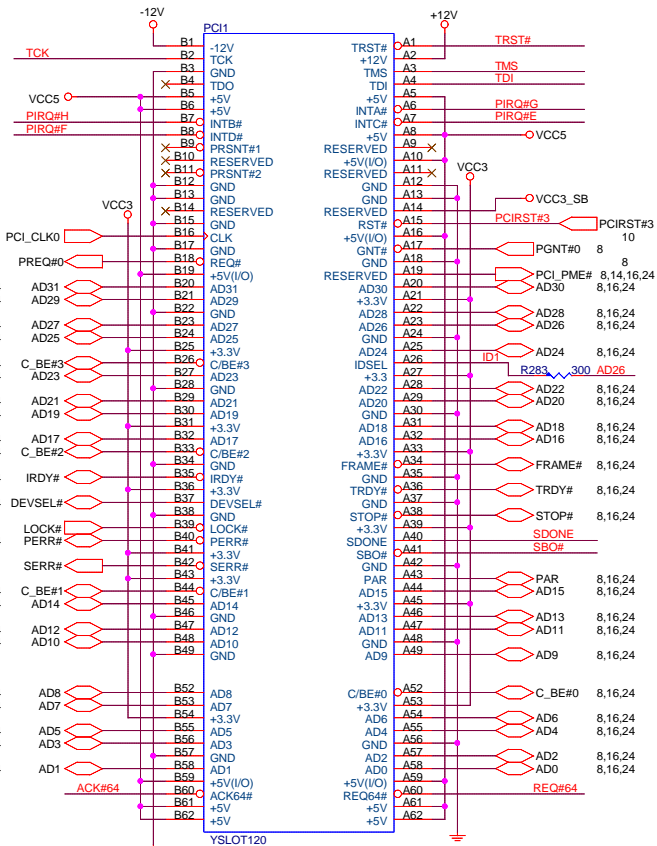 -12V +12V
PCI1
B1 -12V TRST# A1 TRST#
TCK B2 TCK +12V A2
B3 GND TMS A3 TMS
B4 TDO TDI A4 TDI
VCC5 B5 +5V +5V A5
B6 +5V INTA# A6 PIRQ#G
PIRQ#H B7 INTB# INTC# A7 PIRQ#E
PIRQ#F B8 INTD# +5V A8 VCC5
B9 PRSNT#1 RESERVED A9
B10 RESERVED +5V(I/O) A10
B11 PRSNT#2 RESERVED A11 VCC3
B12 GND GND A12
B13 GND GND A13
VCC3 B14 RESERVED RESERVED A14 VCC3_SB
B15 GND RST# A15 PCIRST#3 PCIRST#3
PCI_CLK0 B16 CLK +5V(I/O) A16 10
B17 GND GNT# A17 PGNT#0 8
PREQ#0 B18 REQ# GND A18 8
B19 +5V(I/O) RESERVED A19 PCI_PME# 8,14,16,24
AD31 B20 AD31 AD30 A20 AD30 8,16,24
AD29 B21 AD29 +3.3V A21
B22 GND AD28 A22 AD28 8,16,24
AD27 B23 AD27 AD26 A23 AD26 8,16,24
AD25 B24 AD25 GND A24
B25 +3.3V AD24 A25 AD24 8,16,24
C_BE#3 B26 C/BE#3 IDSEL A26 ID1
AD23 B27 AD23 +3.3 A27 R283 300 AD26
B28 GND AD22 A28 AD22 8,16,24
AD21 B29 AD21 AD20 A29 AD20 8,16,24
AD19 B30 AD19 GND A30
B31 +3.3V AD18 A31 AD18 8,16,24
AD17 B32 AD17 AD16 A32 AD16 8,16,24
C_BE#2 B33 C/BE#2 +3.3V A33
B34 GND FRAME# A34 FRAME# 8,16,24
IRDY# B35 IRDY# GND A35
B36 +3.3V TRDY# A36 TRDY# 8,16,24
DEVSEL# B37 DEVSEL# GND A37
B38 GND STOP# A38 STOP# 8,16,24
LOCK# B39 LOCK# +3.3V A39
PERR# B40 PERR# SDONE A40 SDONE
B41 +3.3V SBO# A41 SBO#
SERR# B42 SERR# GND A42
B43 +3.3V PAR A43 PAR 8,16,24
C_BE#1 B44 C/BE#1 AD15 A44 AD15 8,16,24
AD14 B45 AD14 +3.3V A45
B46 GND AD13 A46 AD13 8,16,24
AD12 B47 AD12 AD11 A47 AD11 8,16,24
AD10 B48 AD10 GND A48
B49 GND AD9 A49 AD9 8,16,24
AD8 B52 AD8 C/BE#0 A52 C_BE#0 8,16,24
AD7 B53 AD7 +3.3V A53
B54 +3.3V AD6 A54 AD6 8,16,24
AD5 B55 AD5 AD4 A55 AD4 8,16,24
AD3 B56 AD3 GND A56
B57 GND AD2 A57 AD2 8,16,24
AD1 B58 AD1 AD0 A58 AD0 8,16,24
B59 +5V(I/O) +5V(I/O) A59
ACK#64 B60 ACK64# REQ64# A60 REQ#64
B61 +5V +5V A61
B62 +5V +5V A62
YSLOT120